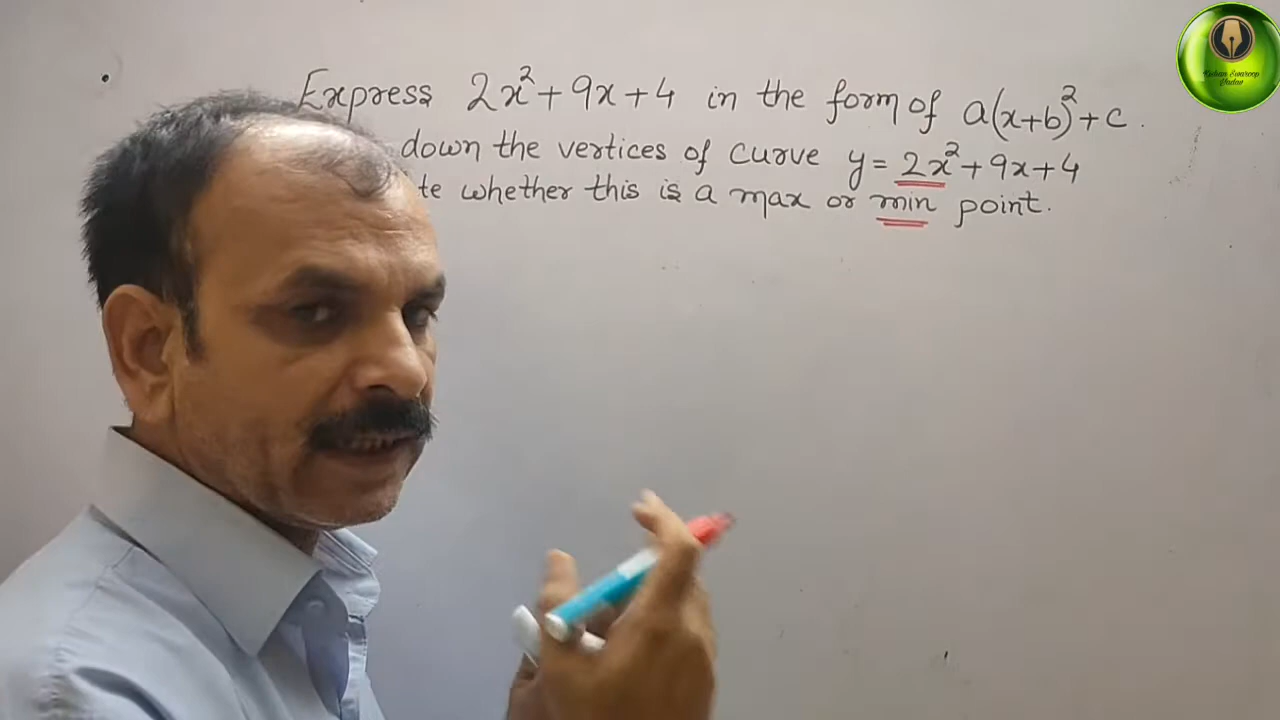 Express 2x²+9x+4 in the form of a(x+b)²+c.
down the vertices of curve y=2x²+9x+4
te whether this is a max or min point.